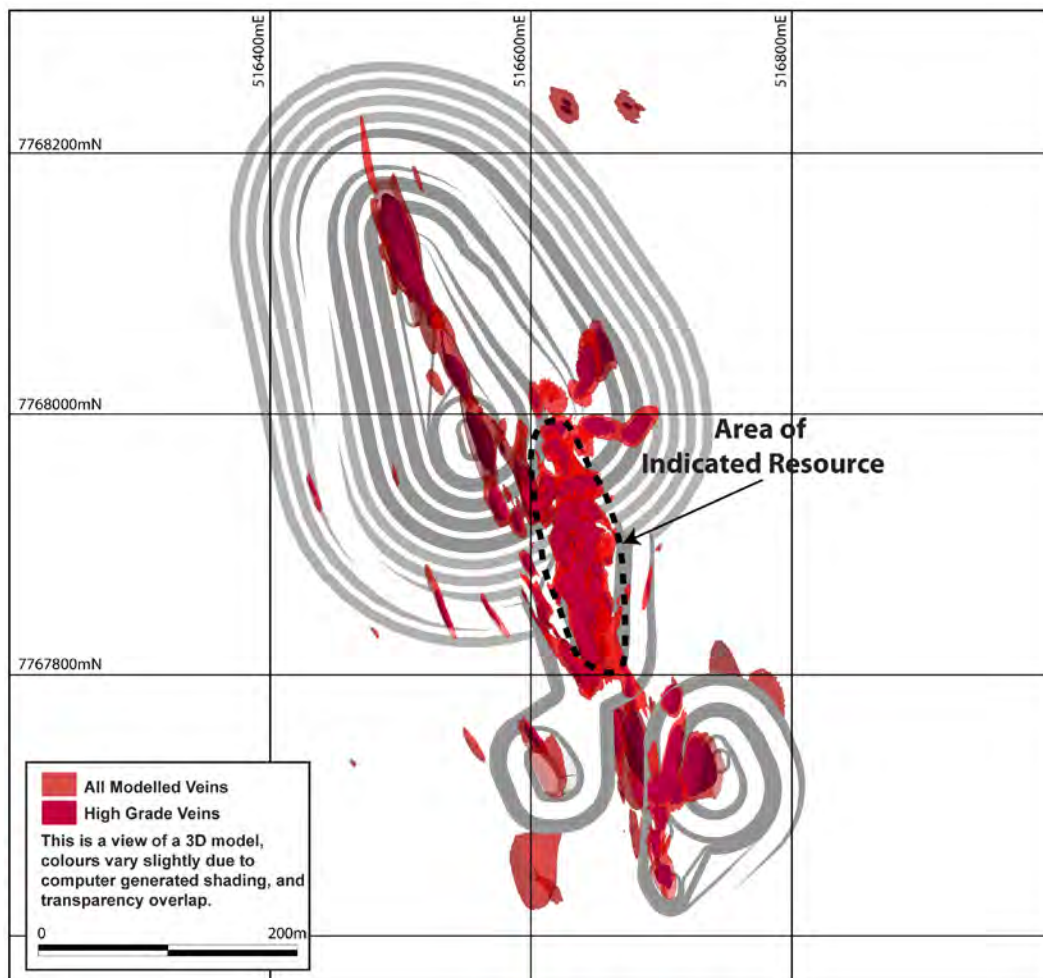 516400mE
516600mE
516800mE
7768200mN
7768000mN
Area of
Indicated Resource
7767800mN
All Modelled Veins
High Grade Veins
This is a view of a 3D model,
colours vary slightly due to
computer generated shading, and
transparency overlap.
0 200m